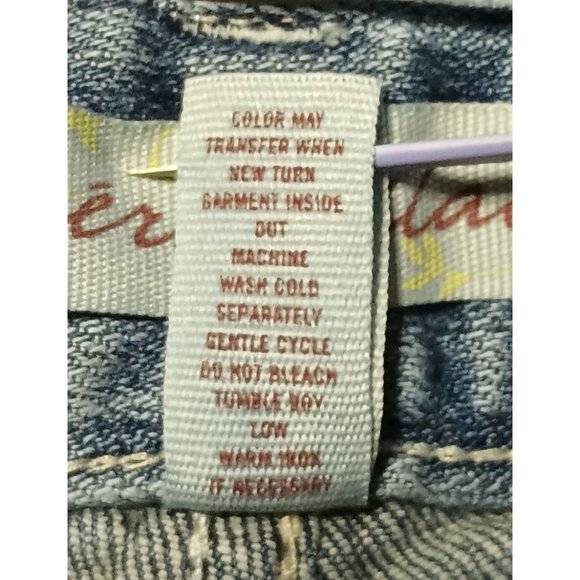 COLOR MAY
TRANSFER WHEN
NEW TURN
GARMENT INSIDE
OUT
MACHINE
WASH COLD
SEPARATELY
GENTLE CYCLE
DO NOT BLEACH
TUMBLE DRY
LOW
WARM IRON
IF NECESSARY